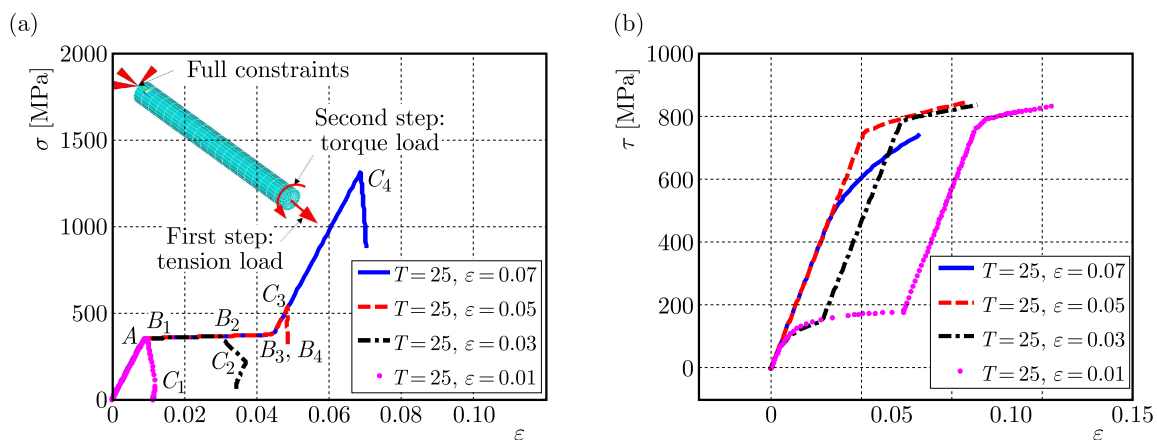 (a)
2000
1500
1000
500
0
σ [MPa]
Full constraints
Second step:
torque load
First step:
tension load
A
B₁
B₂
B₃, B₄
C₁
C₂
C₃
C₄
T = 25, ε = 0.07
T = 25, ε = 0.05
T = 25, ε = 0.03
T = 25, ε = 0.01
0 0.02 0.04 0.06 0.08 0.10
ε
(b)
1000
800
600
400
200
0
τ [MPa]
T = 25, ε = 0.07
T = 25, ε = 0.05
T = 25, ε = 0.03
T = 25, ε = 0.01
0 0.05 0.10 0.15
ε